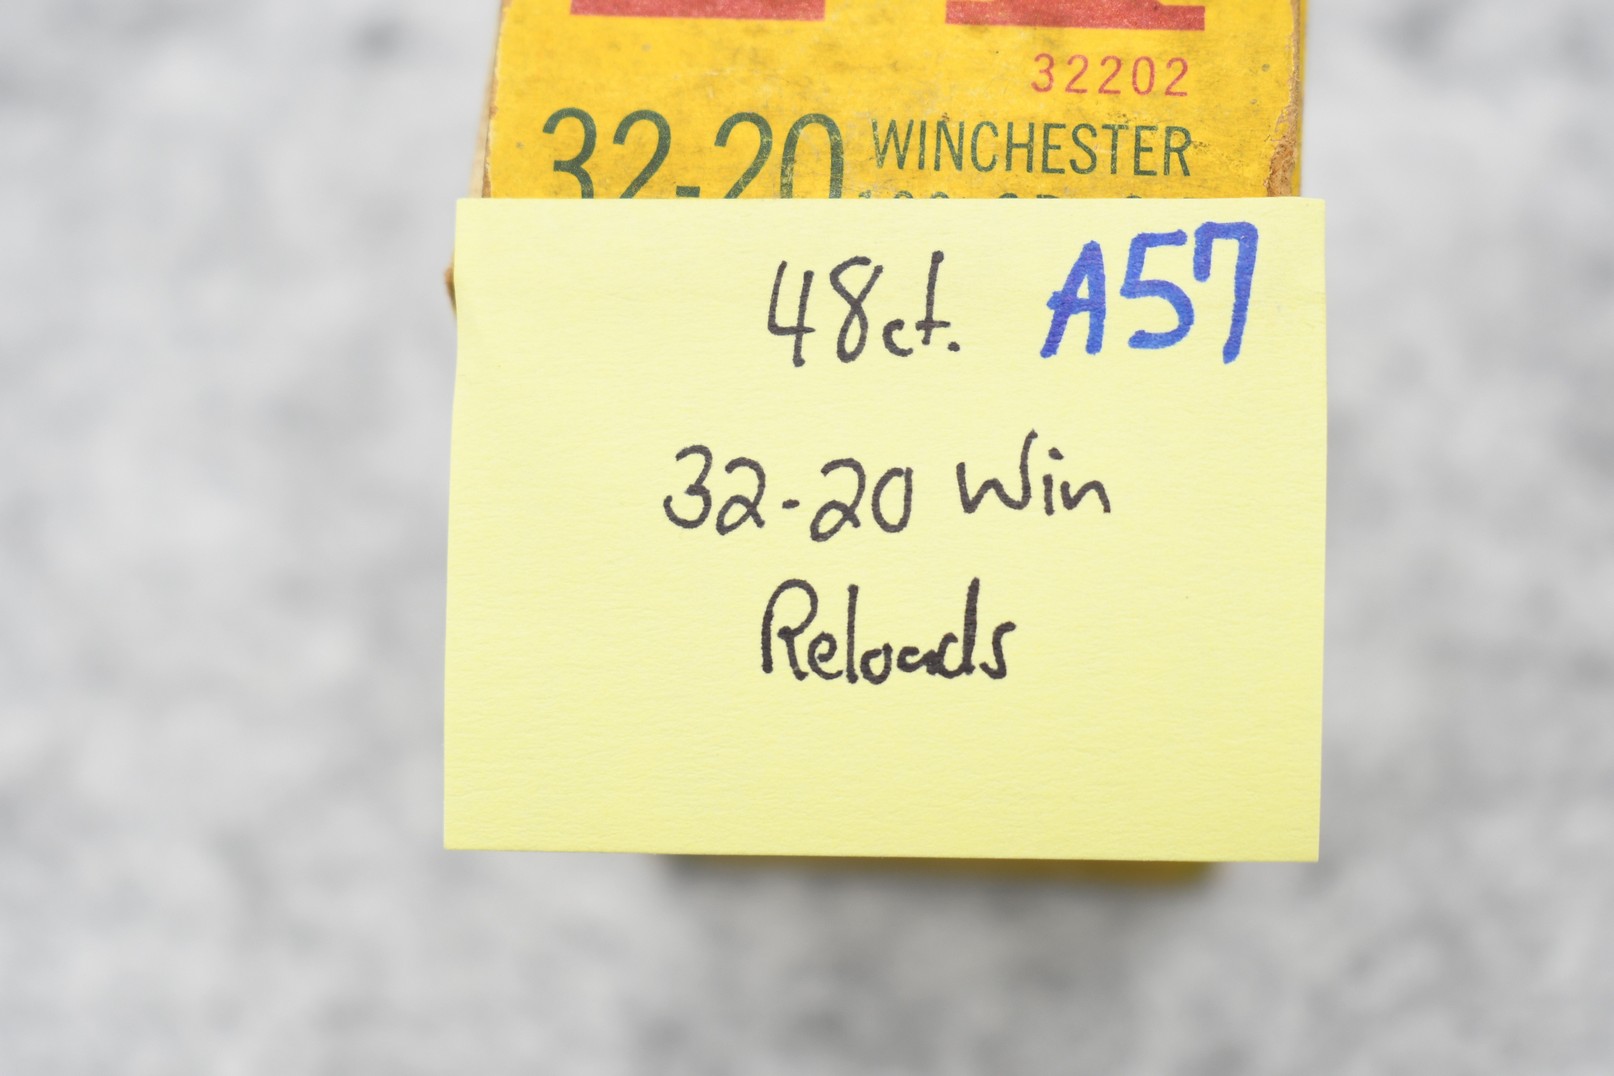 32202
32-20 WINCHESTER
48ct. A57
32-20 Win
Reloads